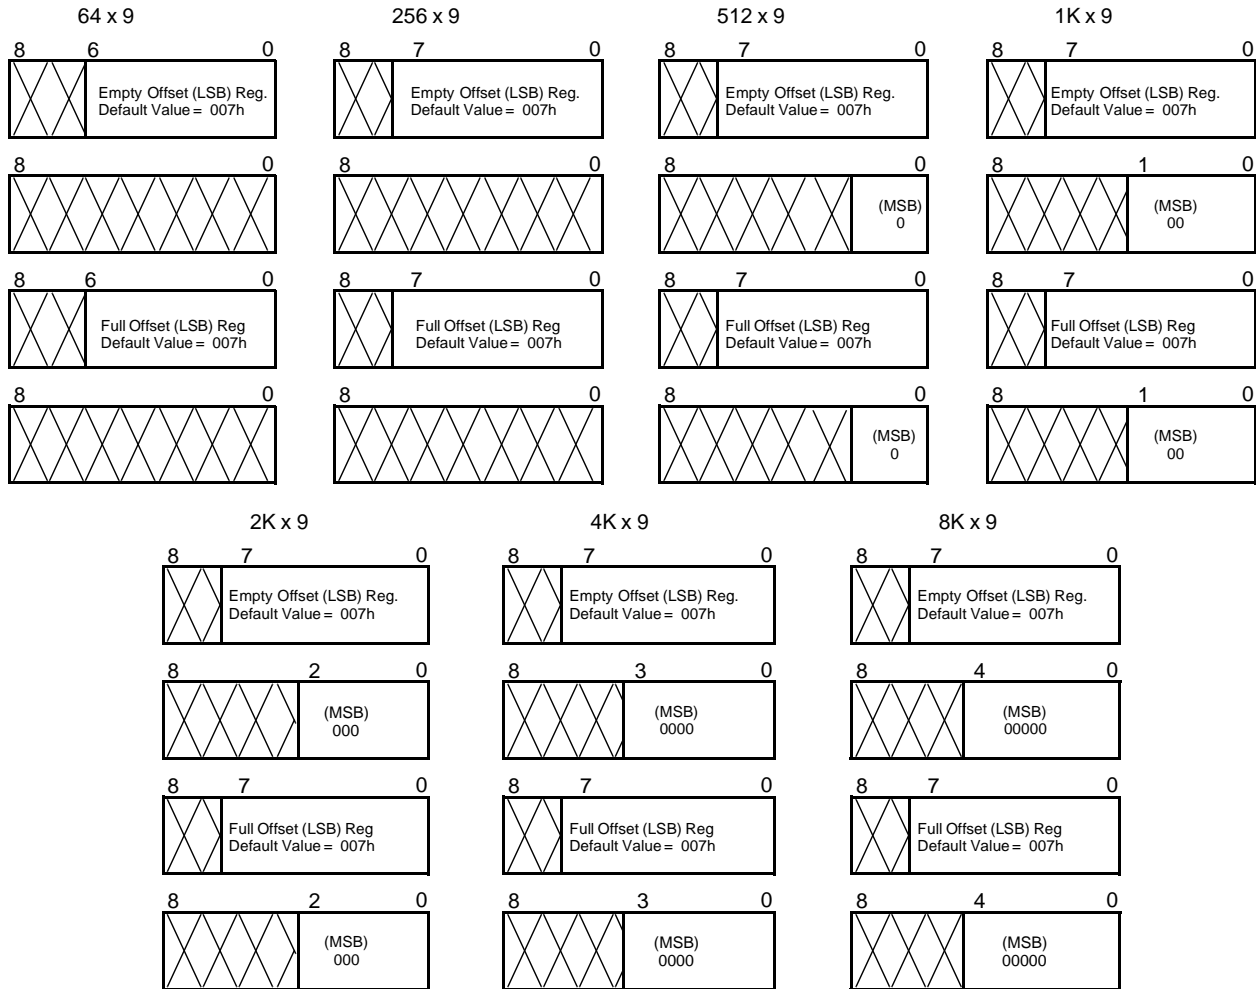 64 x 9 256 x 9 512 x 9 1K x 9
8 6 0 8 7 0 8 7 0 8 7 0
Empty Offset (LSB) Reg. Empty Offset (LSB) Reg. Empty Offset (LSB) Reg. Empty Offset (LSB) Reg.
Default Value = 007h Default Value = 007h Default Value = 007h Default Value = 007h
8 0 8 0 8 0 8 1 0
(MSB) (MSB)
0 00
8 6 0 8 7 0 8 7 0 8 7 0
Full Offset (LSB) Reg Full Offset (LSB) Reg Full Offset (LSB) Reg Full Offset (LSB) Reg
Default Value = 007h Default Value = 007h Default Value = 007h Default Value = 007h
8 0 8 0 8 0 8 1 0
(MSB) (MSB)
0 00
2K x 9 4K x 9 8K x 9
8 7 0 8 7 0 8 7 0
Empty Offset (LSB) Reg. Empty Offset (LSB) Reg. Empty Offset (LSB) Reg.
Default Value = 007h Default Value = 007h Default Value = 007h
8 2 0 8 3 0 8 4 0
(MSB) (MSB) (MSB)
000 0000 00000
8 7 0 8 7 0 8 7 0
Full Offset (LSB) Reg Full Offset (LSB) Reg Full Offset (LSB) Reg
Default Value = 007h Default Value = 007h Default Value = 007h
8 2 0 8 3 0 8 4 0
(MSB) (MSB) (MSB)
000 0000 00000